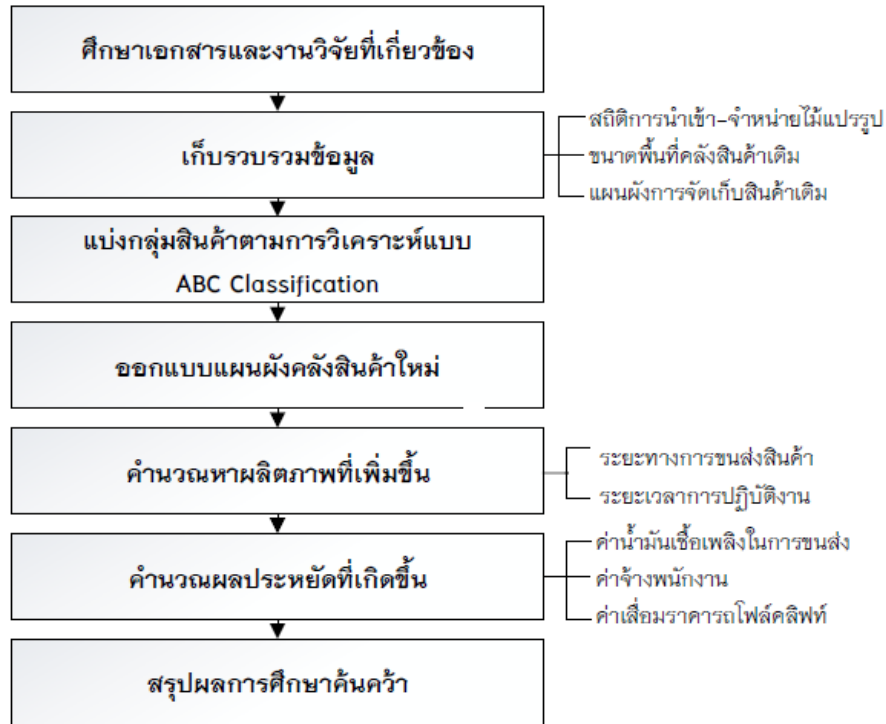 ศึกษาเอกสารและงานวิจัยที่เกี่ยวข้อง
เก็บรวบรวมข้อมูล
สถิติการนำเข้า-จำหน่ายไม้แปรรูป
ขนาดพื้นที่คลังสินค้าเดิม
แผนผังการจัดเก็บสินค้าเดิม
แบ่งกลุ่มสินค้าตามการวิเคราะห์แบบ
ABC Classification
ออกแบบแผนผังคลังสินค้าใหม่
คำนวณหาผลิตภาพที่เพิ่มขึ้น
ระยะทางการขนส่งสินค้า
ระยะเวลาการปฏิบัติงาน
คำนวณผลประหยัดที่เกิดขึ้น
ค่าน้ำมันเชื้อเพลิงในการขนส่ง
ค่าจ้างพนักงาน
ค่าเสื่อมราคารถโฟล์คลิฟท์
สรุปผลการศึกษาค้นคว้า